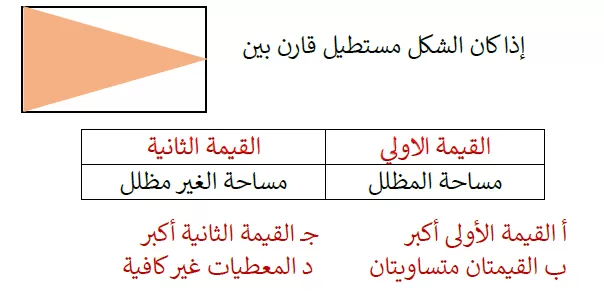 إذا كان الشكل مستطيل قارن بين
القيمة الاولي القيمة الثانية
مساحة المظلل مساحة الغير مظلل
أ القيمة الأولى أكبر جـ القيمة الثانية أكبر
ب القيمتان متساويتان د المعطيات غير كافية